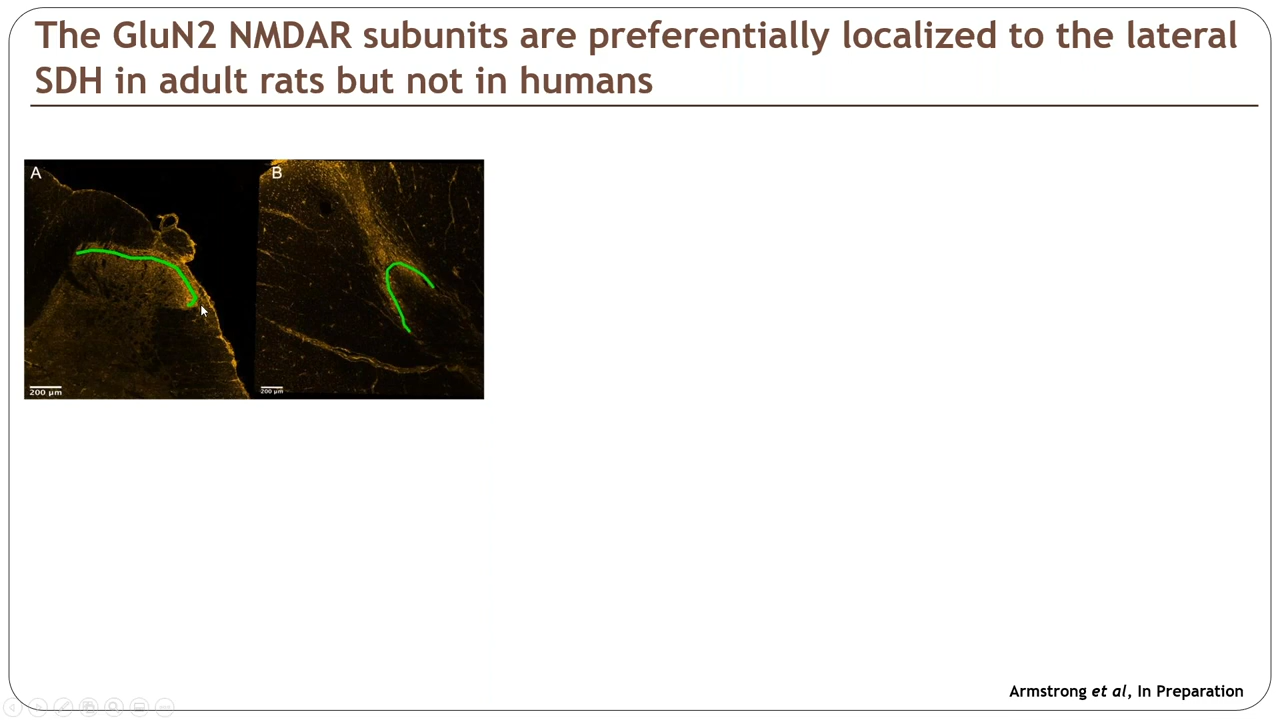 The GluN2 NMDAR subunits are preferentially localized to the lateral
SDH in adult rats but not in humans
A
B
200 μm
200 μm
Armstrong et al, In Preparation